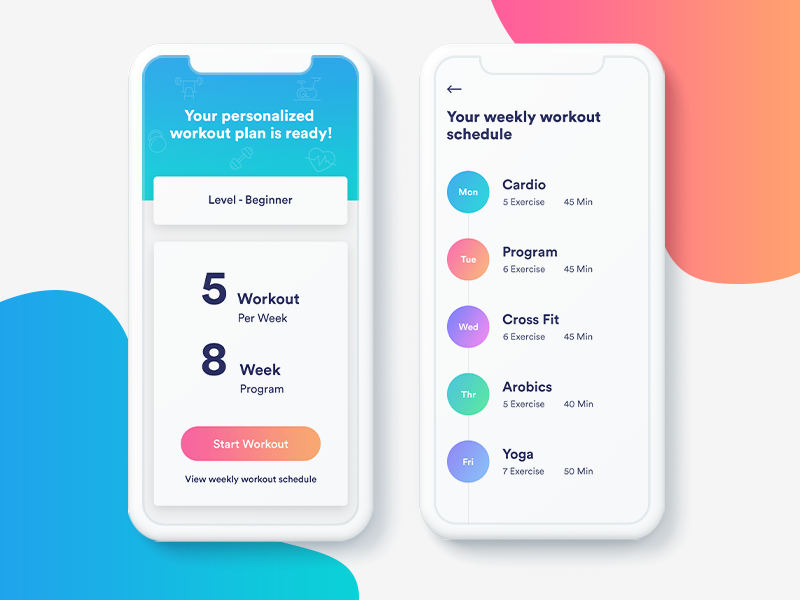 Your personalized
workout plan is ready!
Level - Beginner
5 Workout
Per Week
8 Week
Program
Start Workout
View weekly workout schedule
Your weekly workout
schedule
Mon Cardio
5 Exercise 45 Min
Tue Program
6 Exercise 45 Min
Wed Cross Fit
6 Exercise 45 Min
Thr Arobics
5 Exercise 40 Min
Fri Yoga
7 Exercise 50 Min